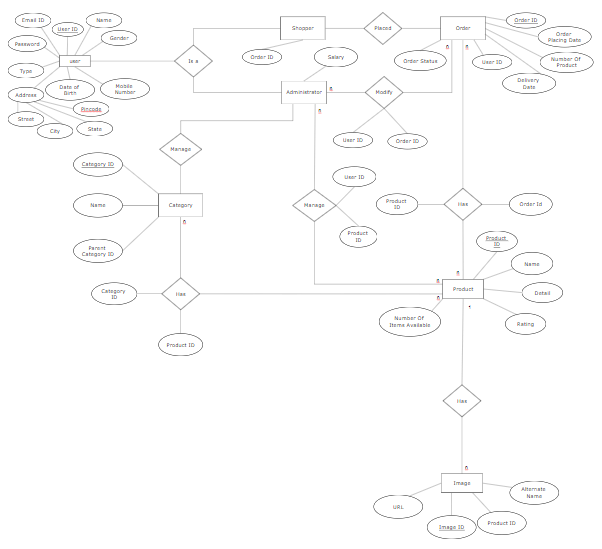 Email ID
Name
User ID
Gender
Password
user
Type
Date of
Birth
Mobile
Number
Address
Pincode
Street
City
State
Is a
Shopper
Placed
Order
Order ID
Order
Placing Date
Order ID
Salary
Order Status
User ID
Number Of
Product
Delivery
Date
Administrator
Modify
User ID
Order ID
Manage
Category ID
Name
Category
Parent
Category ID
User ID
Manage
Product
ID
Product
ID
Has
Order Id
Product
ID
Name
Detail
Product
Rating
Number Of
Items Available
Category
ID
Has
Product ID
Has
Image
URL
Alternate
Name
Image ID
Product ID